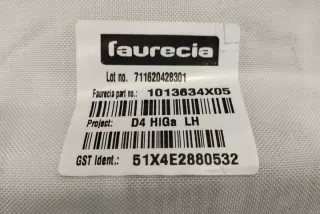 faurecia
Lot no. 711620428301
Faurecia part no.: 1013634X05
Project: D4 HiGa LH
GST Ident.: 51X4E2880532